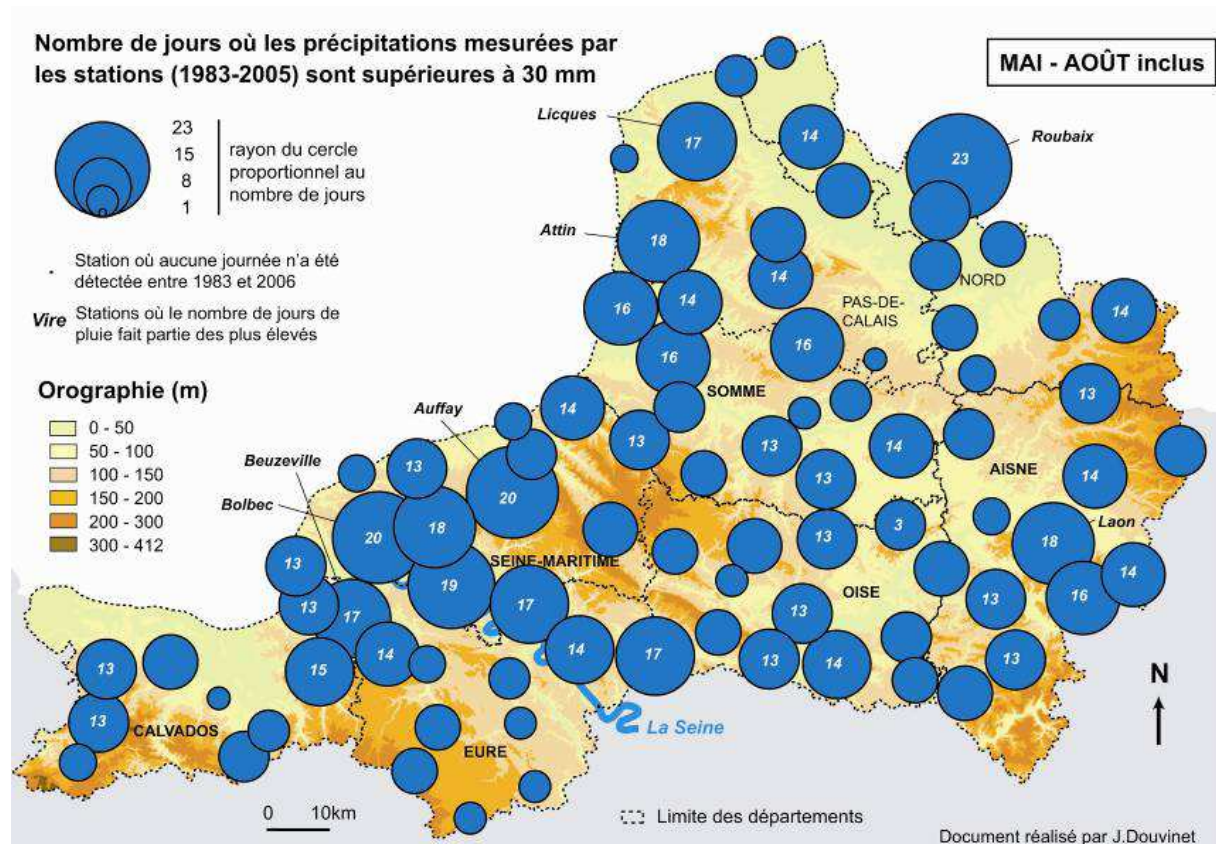 Nombre de jours où les précipitations mesurées par
les stations (1983-2005) sont supérieures à 30 mm
MAI - AOÛT inclus
23
15
8
1
rayon du cercle
proportionnel au
nombre de jours
. Station où aucune journée n'a été
détectée entre 1983 et 2006
Vire Stations où le nombre de jours de
pluie fait partie des plus élevés
Orographie (m)
0 - 50
50 - 100
100 - 150
150 - 200
200 - 300
300 - 412
Licques
17
14
23
Roubaix
Attin
18
14
NORD
16
14
PAS-DE-
CALAIS
14
16
16
SOMME
13
Auffay
14
13
13
14
AISNE
14
Beuzeville
13
13
Bolbec
20
20
18
3
13
Laon
18
SEINE-MARITIME
13
19
OISE
14
16
13
13
17
17
13
14
14
17
13
14
13
13
15
13
CALVADOS
EURE
La Seine
N
0 10km
Limite des départements
Document réalisé par J.Douvinet